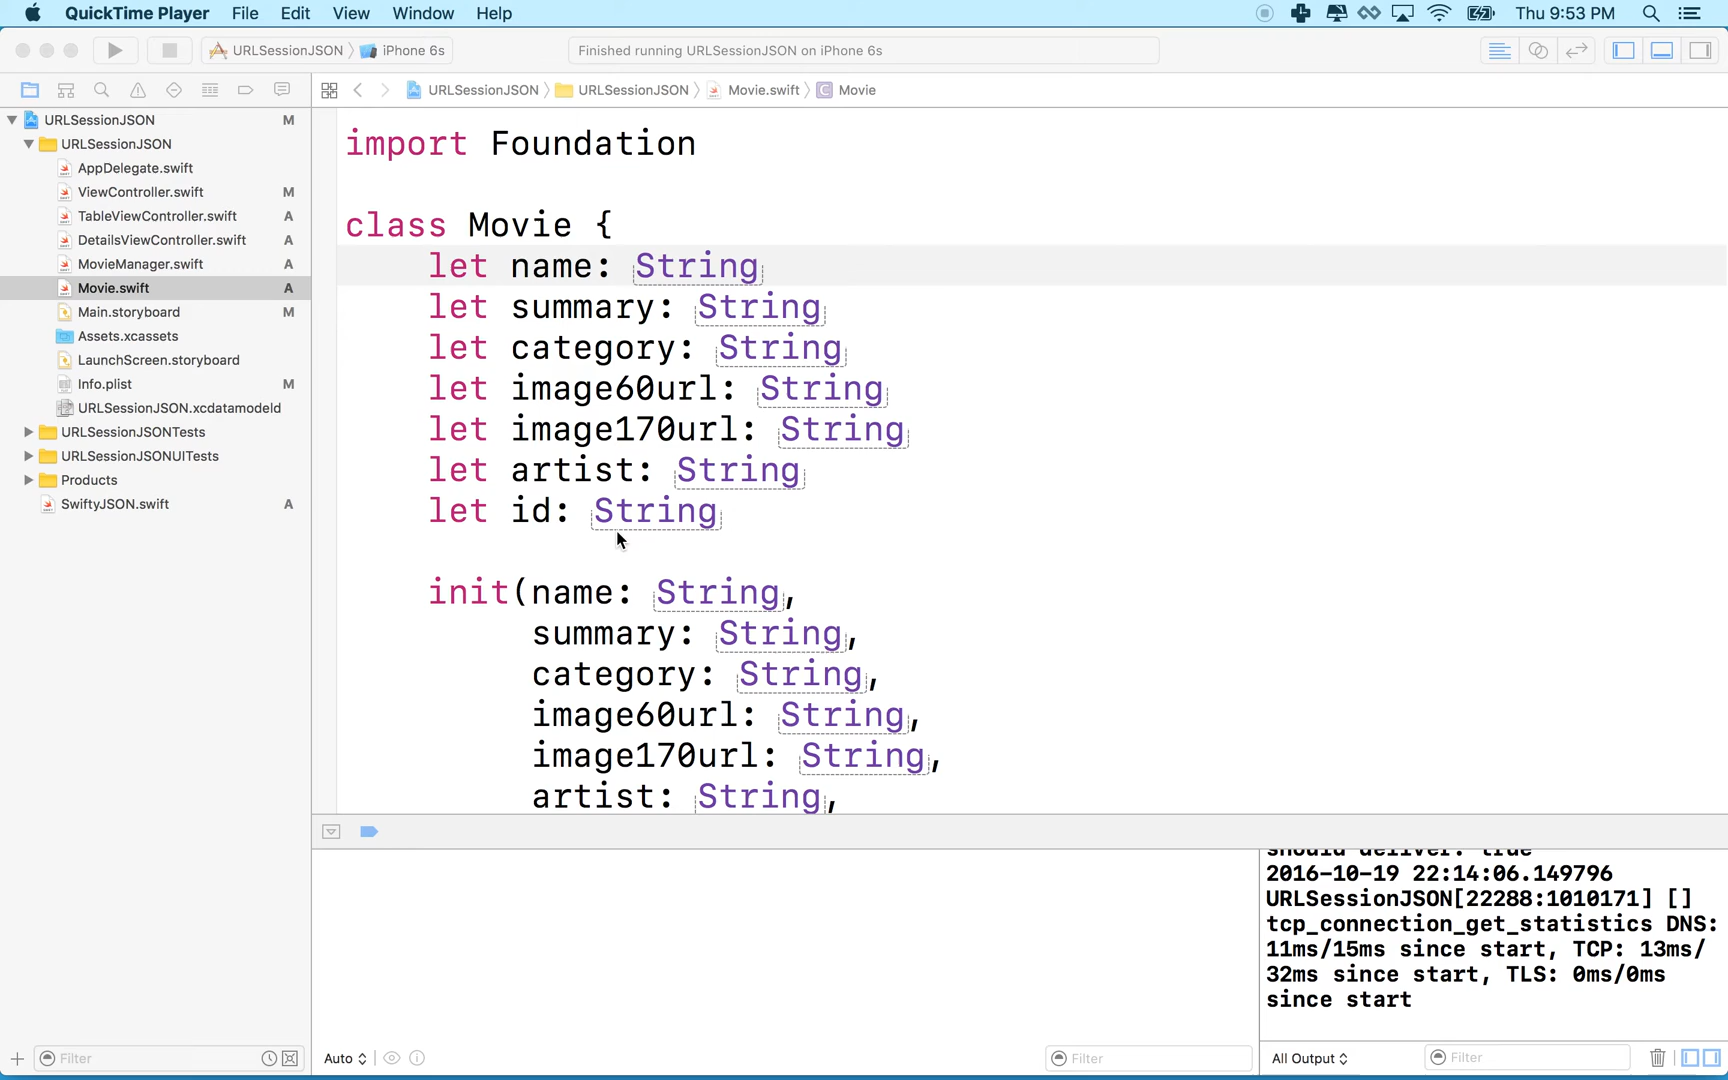 QuickTime Player File Edit View Window Help Thu 9:53 PM
URLSessionJSON iPhone 6s Finished running URLSessionJSON on iPhone 6s
URLSessionJSON URLSessionJSON Movie.swift C Movie
URLSessionJSON M
URLSessionJSON
AppDelegate.swift
ViewController.swift M
TableViewController.swift A
DetailsViewController.swift A
MovieManager.swift A
Movie.swift A
Main.storyboard M
Assets.xcassets
LaunchScreen.storyboard
Info.plist M
URLSessionJSON.xcdatamodeld
URLSessionJSONTests
URLSessionJSONUITests
Products
SwiftyJSON.swift A
Filter
import Foundation
class Movie {
let name: String
let summary: String
let category: String
let image60url: String
let image170url: String
let artist: String
let id: String
init(name: String,
summary: String,
category: String,
image60url: String,
image170url: String,
artist: String,
should deliver: true
2016-10-19 22:14:06.149796
URLSessionJSON[22288:1010171] []
tcp_connection_get_statistics DNS:
11ms/15ms since start, TCP: 13ms/
32ms since start, TLS: 0ms/0ms
since start
Auto Filter All Output Filter